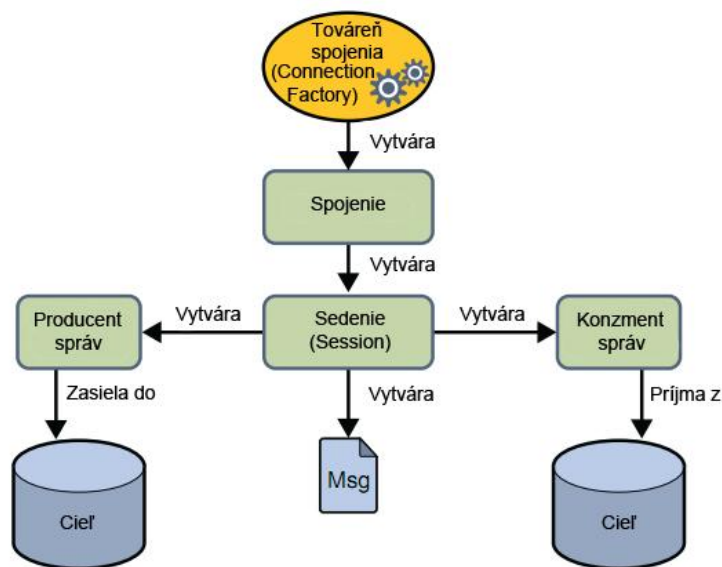 Továreň
spojenia
(Connection
Factory)
Vytvára
Spojenie
Vytvára
Producent
správ
Vytvára
Sedenie
(Session)
Vytvára
Konzment
správ
Zasiela do
Vytvára
Príjma z
Msg
Cieľ
Cieľ